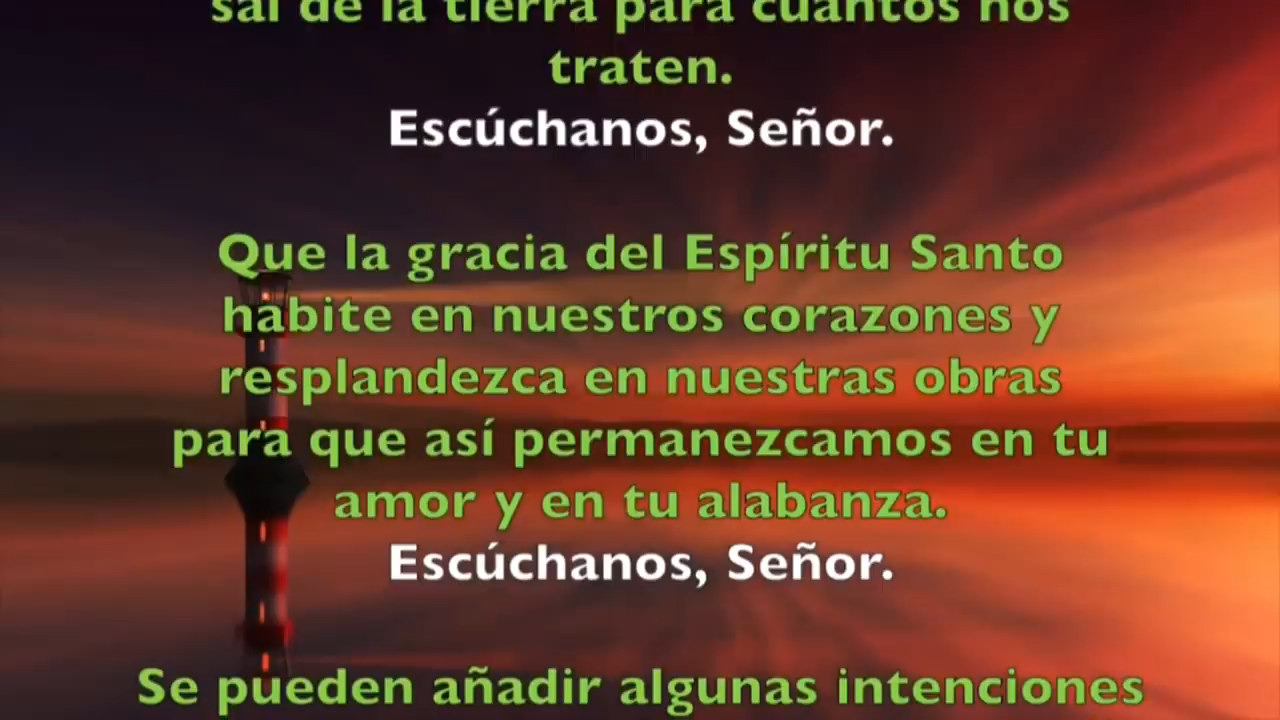 sal de la tierra para cuantos nos
traten.
Escúchanos, Señor.
Que la gracia del Espíritu Santo
habite en nuestros corazones y
resplandezca en nuestras obras
para que así permanezcamos en tu
amor y en tu alabanza.
Escúchanos, Señor.
Se pueden añadir algunas intenciones